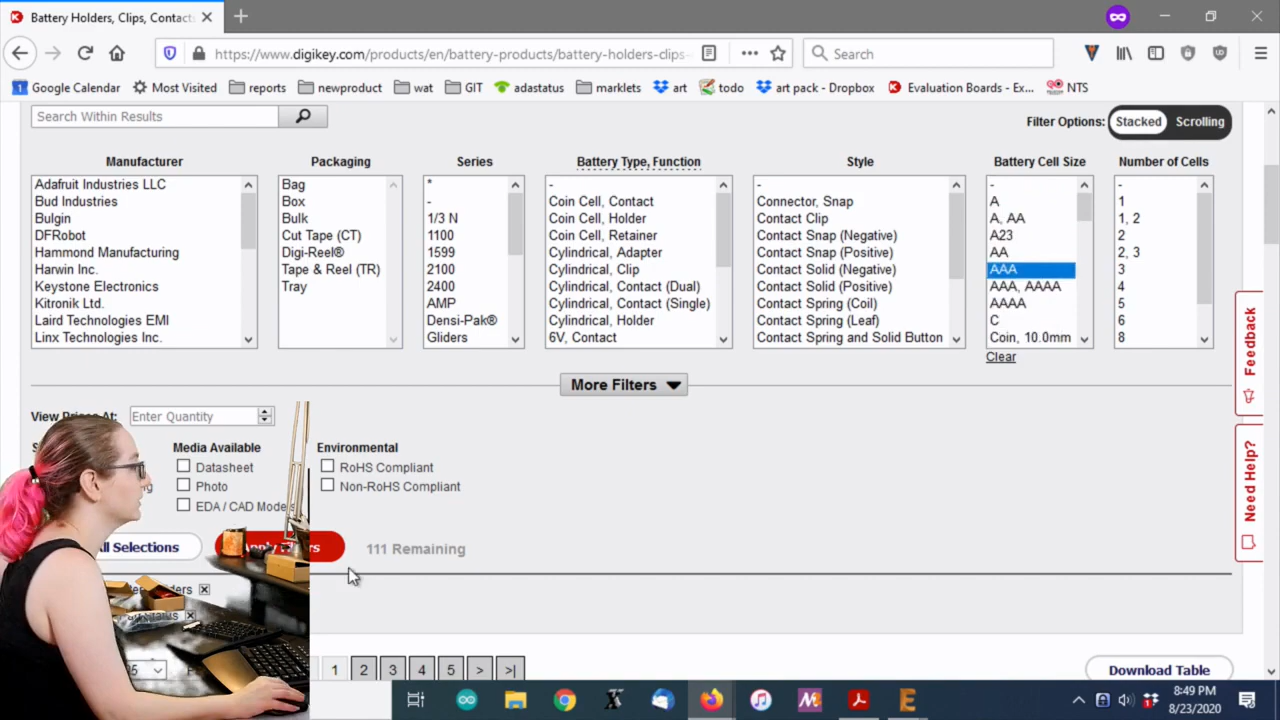 Battery Holders, Clips, Contacts
https://www.digikey.com/products/en/battery-products/battery-holders-clips-
Search
Google Calendar
Most Visited
reports
newproduct
wat
GIT
adastatus
marklets
art
todo
art pack - Dropbox
Evaluation Boards - Ex...
NTS
Search Within Results
Filter Options:
Stacked
Scrolling
Manufacturer
Adafruit Industries LLC
Bud Industries
Bulgin
DFRobot
Hammond Manufacturing
Harwin Inc.
Keystone Electronics
Kitronik Ltd.
Laird Technologies EMI
Linx Technologies Inc.
Packaging
Bag
Box
Bulk
Cut Tape (CT)
Digi-Reel®
Tape & Reel (TR)
Tray
Series
*
-
1/3 N
1100
1599
2100
2400
AMP
Densi-Pak®
Gliders
Battery Type, Function
-
Coin Cell, Contact
Coin Cell, Holder
Coin Cell, Retainer
Cylindrical, Adapter
Cylindrical, Clip
Cylindrical, Contact (Dual)
Cylindrical, Contact (Single)
Cylindrical, Holder
6V, Contact
Style
-
Connector, Snap
Contact Clip
Contact Snap (Negative)
Contact Snap (Positive)
Contact Solid (Negative)
Contact Solid (Positive)
Contact Spring (Coil)
Contact Spring (Leaf)
Contact Spring and Solid Button
Battery Cell Size
-
A
A, AA
A23
AA
AAA
AAA, AAAA
AAAA
C
Coin, 10.0mm
Clear
Number of Cells
-
1
1, 2
2
2, 3
3
4
5
6
8
More Filters
View Prices At:
Enter Quantity
Media Available
Datasheet
Photo
EDA / CAD Models
Environmental
RoHS Compliant
Non-RoHS Compliant
All Selections
Apply Filters
111 Remaining
Status
1
2
3
4
5
>
>|
Download Table
Feedback
Need Help?
8:49 PM
8/23/2020